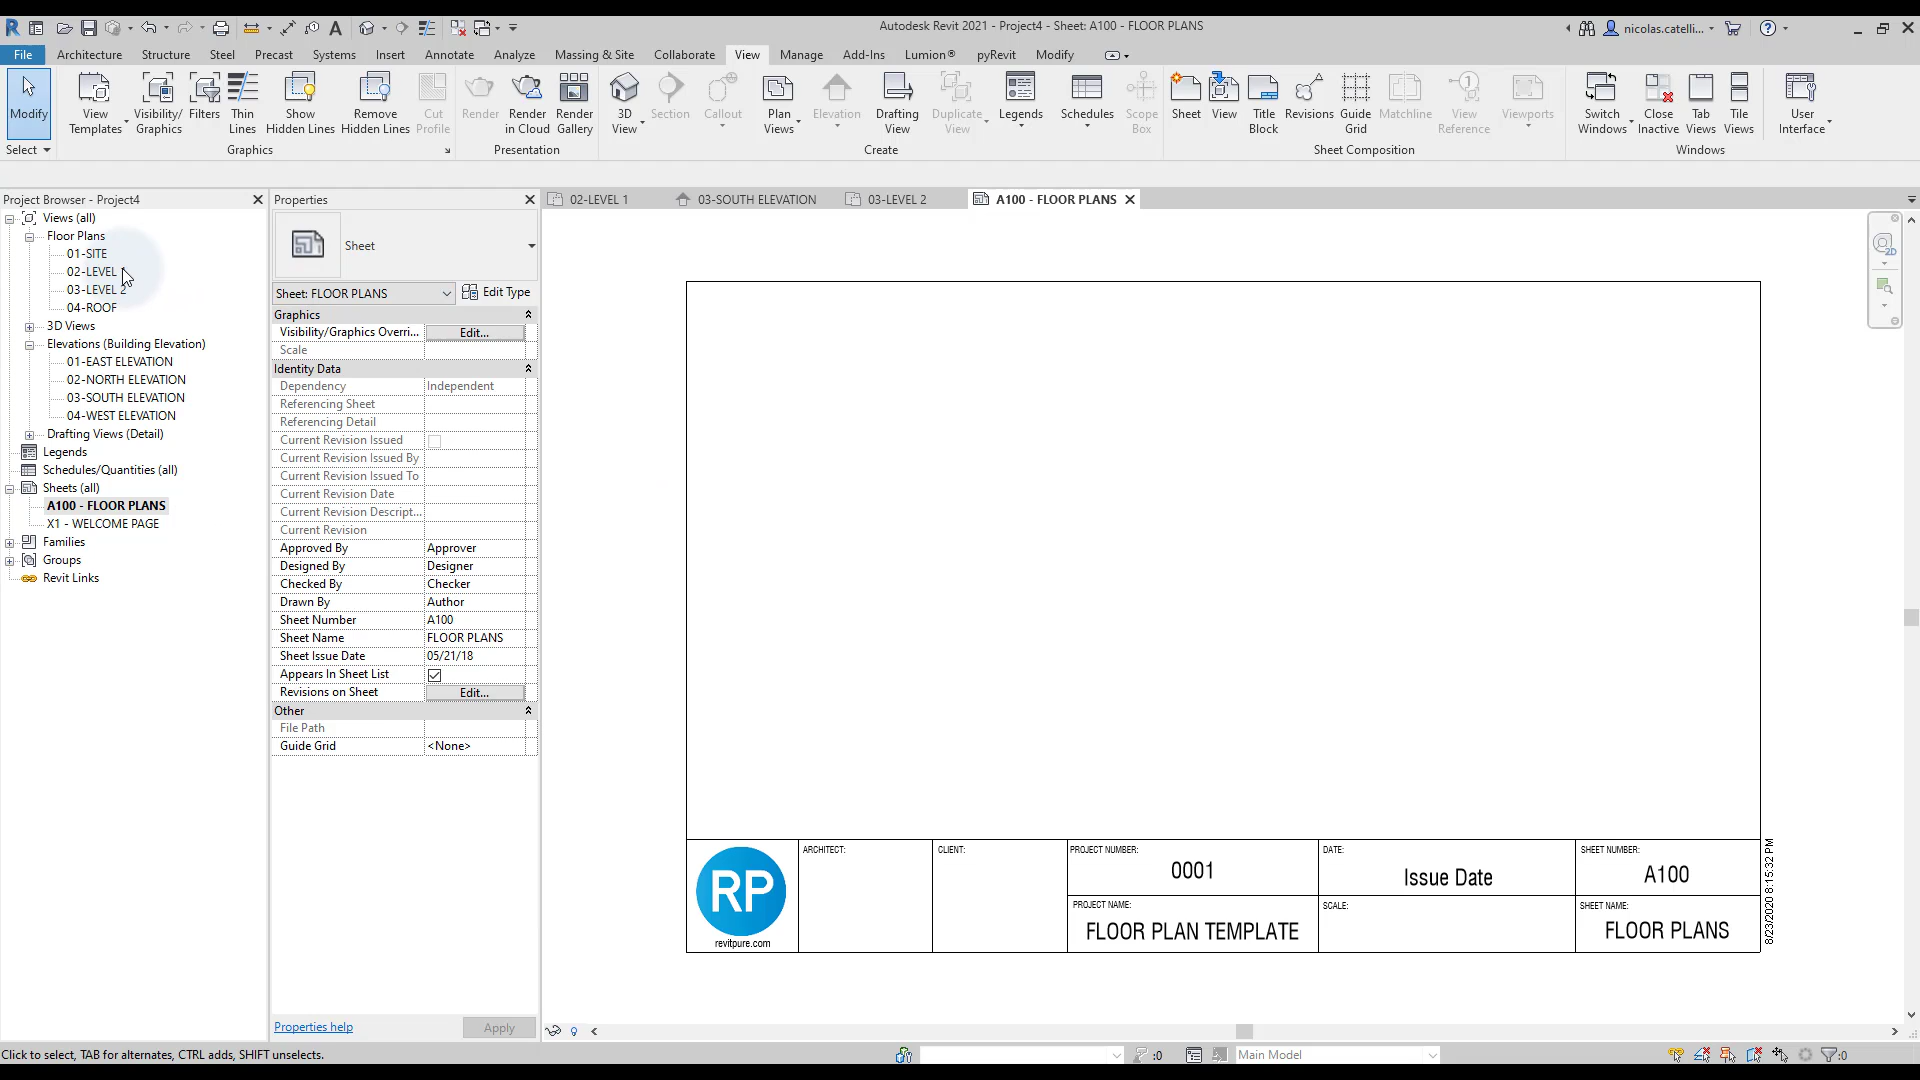 Autodesk Revit 2021 - Project4 - Sheet: A100 - FLOOR PLANS
nicolas.catelli...
File Architecture Structure Steel Precast Systems Insert Annotate Analyze Massing & Site Collaborate View Manage Add-Ins Lumion® pyRevit Modify
Modify
View Templates
Visibility/ Graphics
Filters
Thin Lines
Show Hidden Lines
Remove Hidden Lines
Cut Profile
Render
Render in Cloud
Render Gallery
3D View
Section
Callout
Plan Views
Elevation
Drafting View
Duplicate View
Legends
Schedules
Scope Box
Sheet
View
Title Block
Revisions
Guide Grid
Matchline
View Reference
Viewports
Switch Windows
Close Inactive
Tab Views
Tile Views
User Interface
Select Graphics Presentation Create Sheet Composition Windows
Project Browser - Project4
Views (all)
Floor Plans
01-SITE
02-LEVEL
03-LEVEL 2
04-ROOF
3D Views
Elevations (Building Elevation)
01-EAST ELEVATION
02-NORTH ELEVATION
03-SOUTH ELEVATION
04-WEST ELEVATION
Drafting Views (Detail)
Legends
Schedules/Quantities (all)
Sheets (all)
A100 - FLOOR PLANS
X1 - WELCOME PAGE
Families
Groups
Revit Links
Properties
Sheet
Sheet: FLOOR PLANS Edit Type
Graphics
Visibility/Graphics Overri... Edit...
Scale
Identity Data
Dependency Independent
Referencing Sheet
Referencing Detail
Current Revision Issued
Current Revision Issued By
Current Revision Issued To
Current Revision Date
Current Revision Descript...
Current Revision
Approved By Approver
Designed By Designer
Checked By Checker
Drawn By Author
Sheet Number A100
Sheet Name FLOOR PLANS
Sheet Issue Date 05/21/18
Appears In Sheet List
Revisions on Sheet Edit...
Other
File Path
Guide Grid <None>
Properties help Apply
02-LEVEL 1 03-SOUTH ELEVATION 03-LEVEL 2 A100 - FLOOR PLANS
2D
RP
revitpure.com
ARCHITECT:
CLIENT:
PROJECT NUMBER:
0001
PROJECT NAME:
FLOOR PLAN TEMPLATE
DATE:
Issue Date
SCALE:
SHEET NUMBER:
A100
SHEET NAME:
FLOOR PLANS
8/23/2020 8:15:32 PM
Click to select, TAB for alternates, CTRL adds, SHIFT unselects.
:0
Main Model
:0